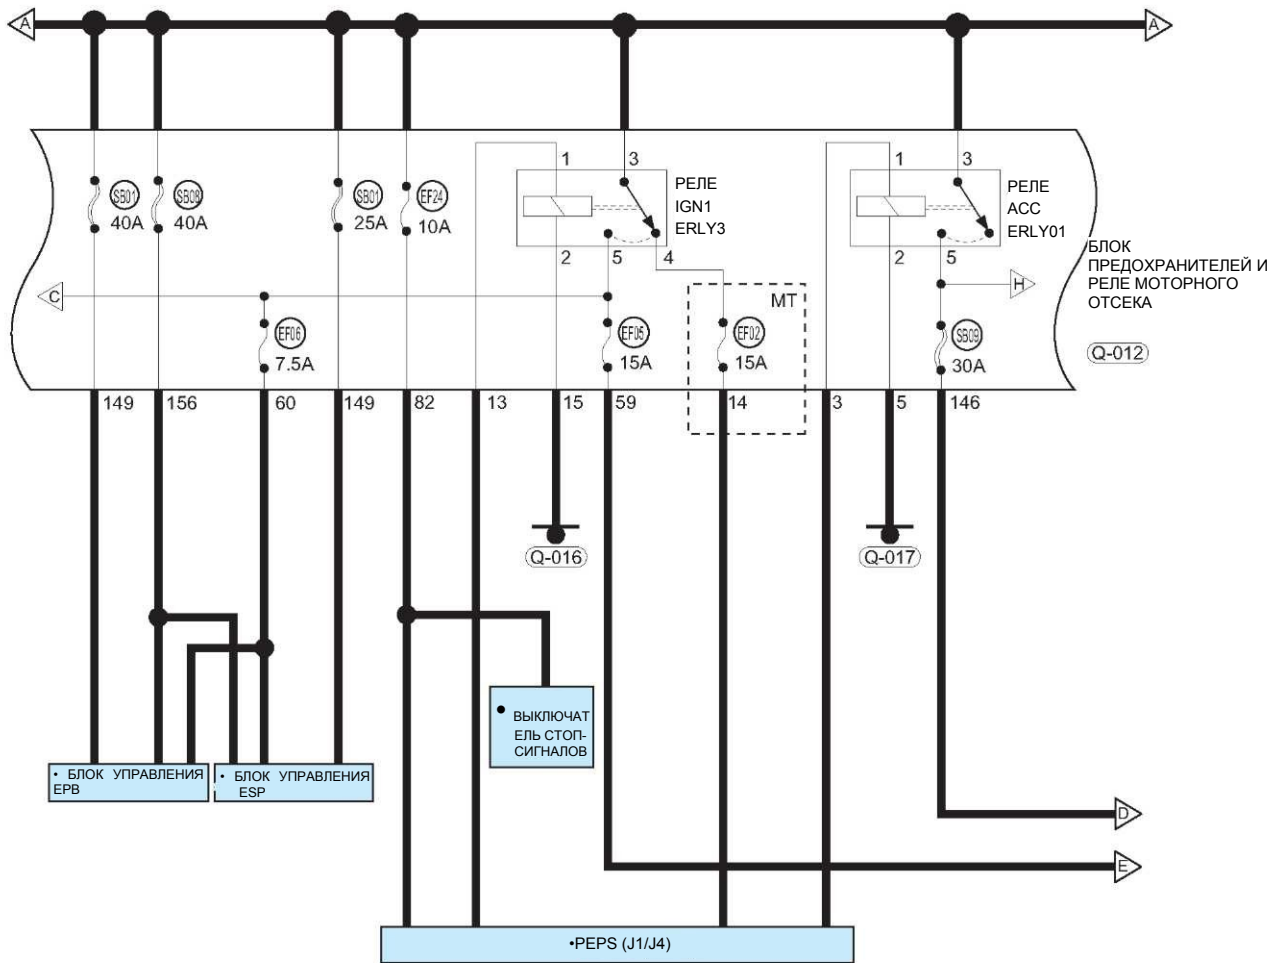 A
A
1
3
1
3
SB01
40A
SB08
40A
SB01
25A
EF24
10A
РЕЛЕ
IGN1
ERLY3
РЕЛЕ
ACC
ERLY01
2
5
4
2
5
БЛОК
ПРЕДОХРАНИТЕЛЕЙ И
РЕЛЕ МОТОРНОГО
ОТСЕКА
Q-012
C
H
MT
EF06
7.5A
EF05
15A
EF02
15A
SB09
30A
149
156
60
149
82
13
15
59
14
3
5
146
Q-016
Q-017
• ВЫКЛЮЧАТ
ЕЛЬ СТОП-
СИГНАЛОВ
• БЛОК УПРАВЛЕНИЯ
EPB
• БЛОК УПРАВЛЕНИЯ
ESP
D
E
•PEPS (J1/J4)